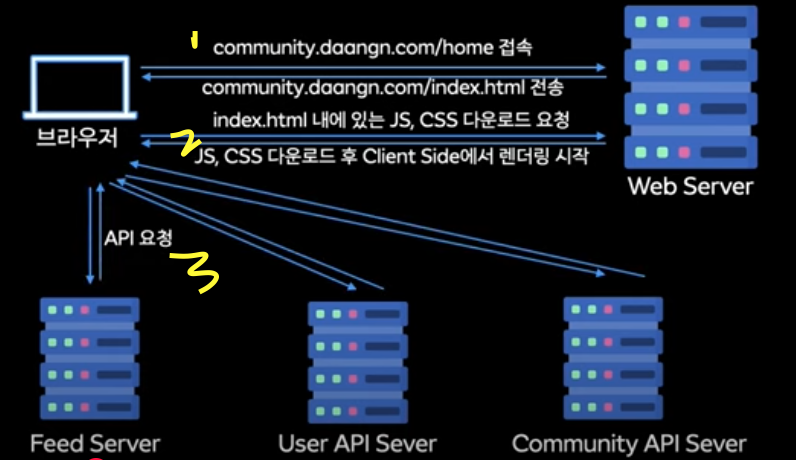 1
community.daangn.com/home 접속
community.daangn.com/index.html 전송
브라우저
index.html 내에 있는 JS, CSS 다운로드 요청
2
JS, CSS 다운로드 후 Client Side에서 렌더링 시작
Web Server
API 요청
3
Feed Server
User API Sever
Community API Sever